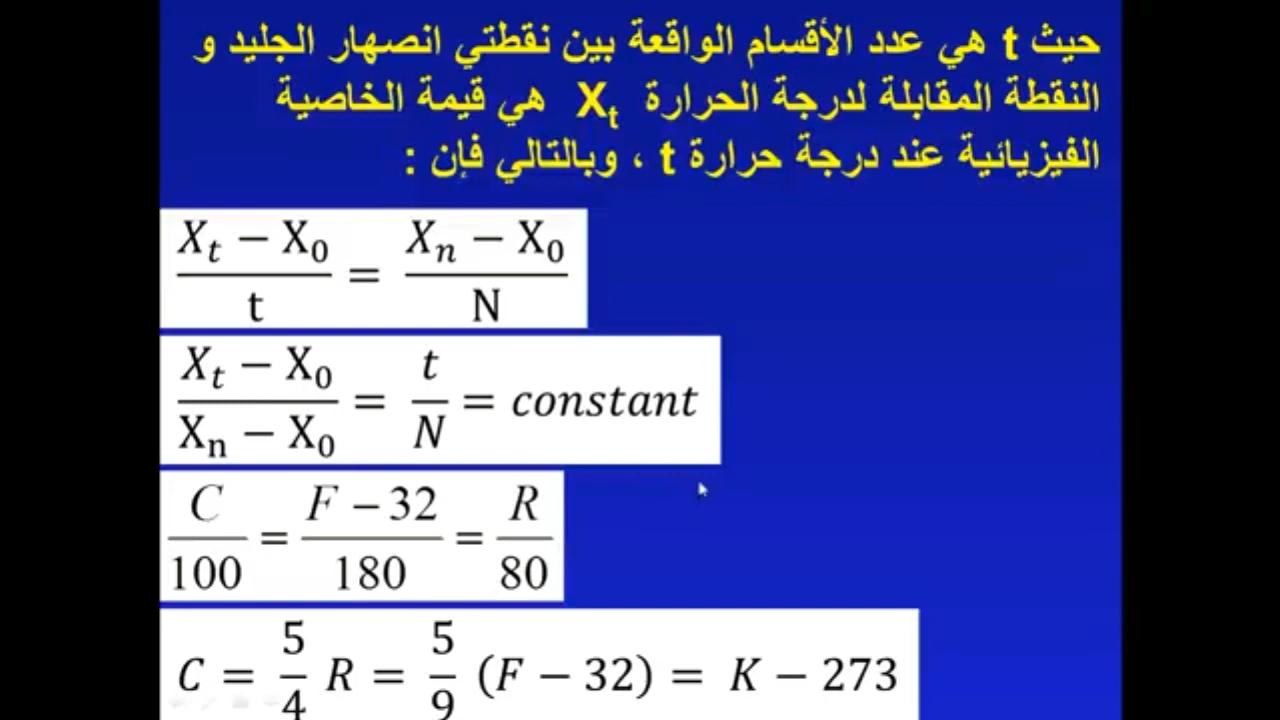 حيث t هي عدد الأقسام الواقعة بين نقطتي انصهار الجليد و
النقطة المقابلة لدرجة الحرارة Xₜ هي قيمة الخاصية
الفيزيائية عند درجة حرارة t ، وبالتالي فإن :
(Xₜ − X₀)/t = (Xₙ − X₀)/N
(Xₜ − X₀)/(Xₙ − X₀) = t/N = constant
C/100 = (F − 32)/180 = R/80
C = 5/4 R = 5/9 (F − 32) = K − 273